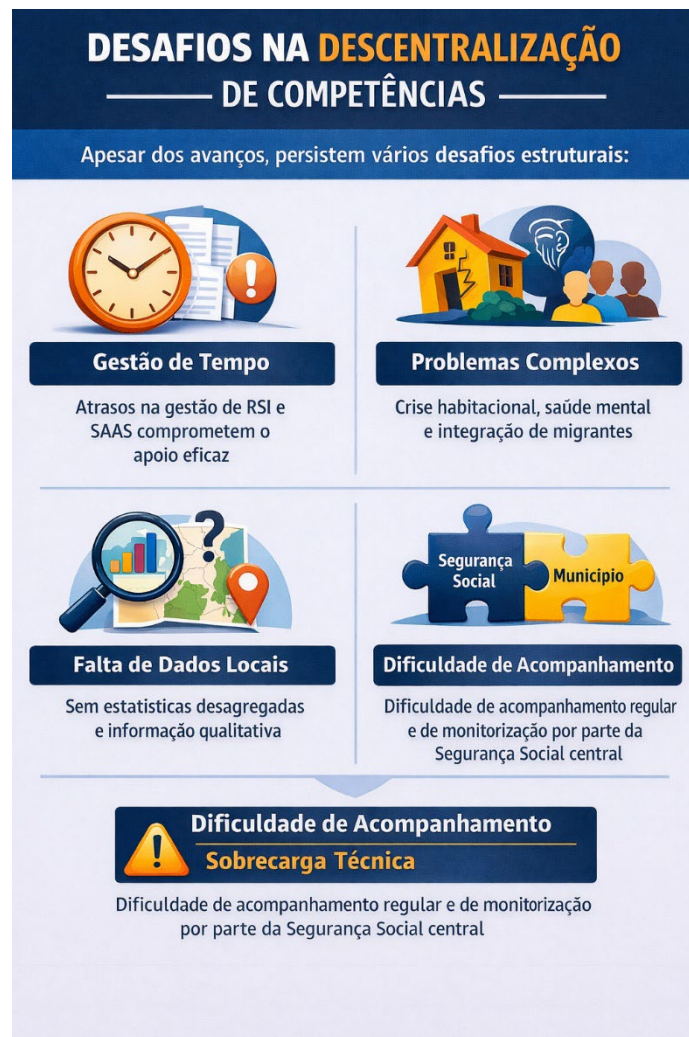 DESAFIOS NA DESCENTRALIZAÇÃO
DE COMPETÊNCIAS
Apesar dos avanços, persistem vários desafios estruturais:
Gestão de Tempo
Atrasos na gestão de RSI e
SAAS comprometem o
apoio eficaz
Problemas Complexos
Crise habitacional, saúde mental
e integração de migrantes
Falta de Dados Locais
Sem estatisticas desagregadas
e informação qualitativa
Segurança
Social
Municipio
Dificuldade de Acompanhamento
Dificuldade de acompanhamento regular
e de monitorização por parte da
Segurança Social central
Dificuldade de Acompanhamento
Sobrecarga Técnica
Dificuldade de acompanhamento regular e de monitorização
por parte da Segurança Social central